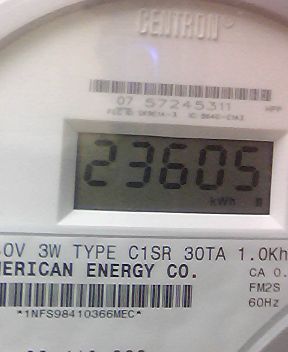 CENTRON®
07 57245311
23605
kWh
0V 3W TYPE C1SR 30TA 1.0Kh
MERICAN ENERGY CO.
CA 0.
FM2S
60Hz
*1NFS98410366MEC*